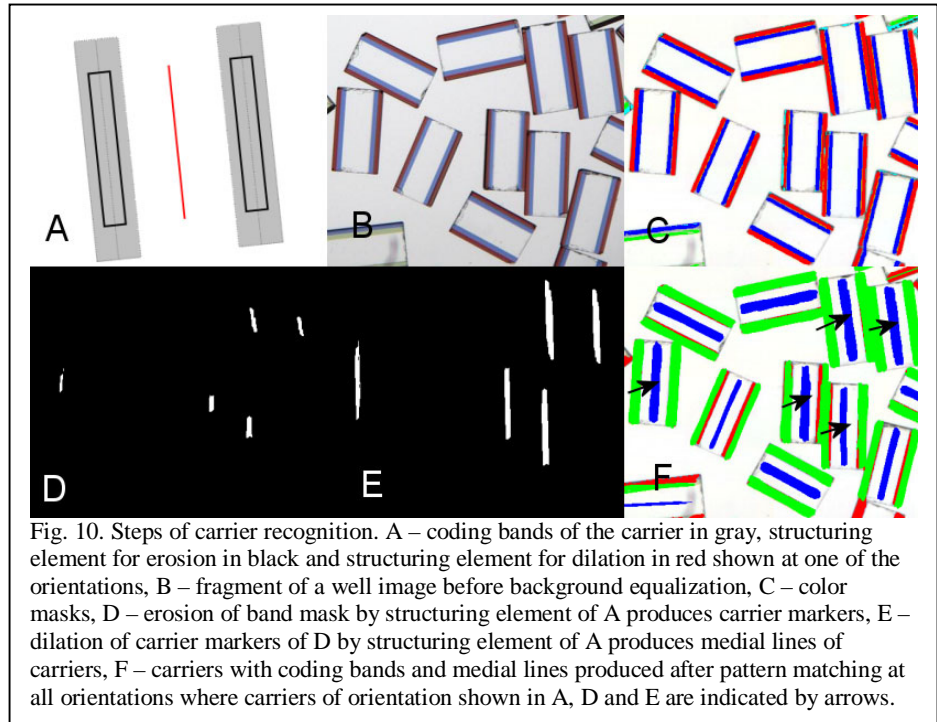 A
B
C
D
E
F
Fig. 10. Steps of carrier recognition. A – coding bands of the carrier in gray, structuring
element for erosion in black and structuring element for dilation in red shown at one of the
orientations, B – fragment of a well image before background equalization, C – color
masks, D – erosion of band mask by structuring element of A produces carrier markers, E –
dilation of carrier markers of D by structuring element of A produces medial lines of
carriers, F – carriers with coding bands and medial lines produced after pattern matching at
all orientations where carriers of orientation shown in A, D and E are indicated by arrows.